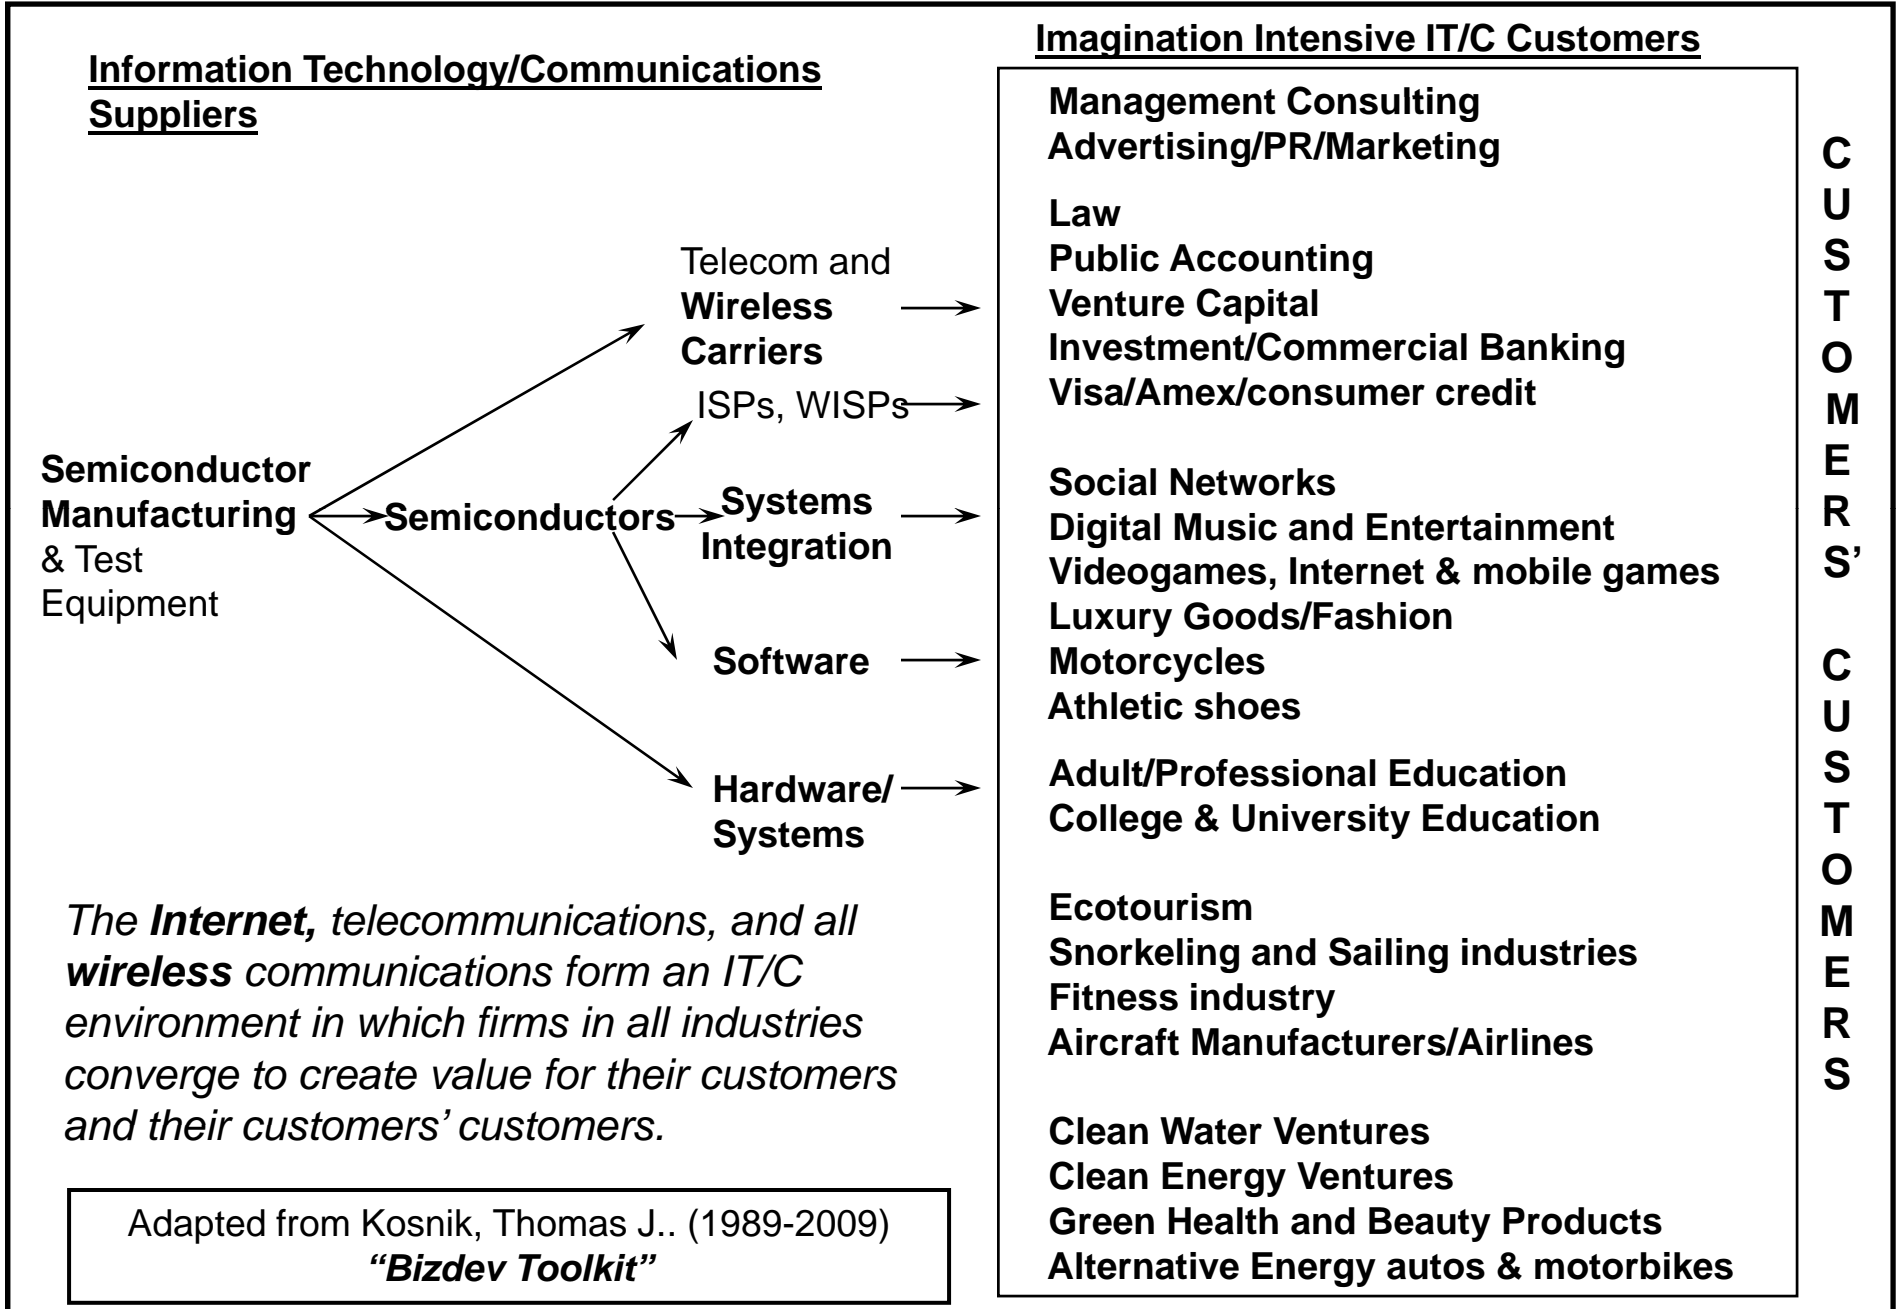 Information Technology/Communications
Suppliers
Telecom and
Wireless
Carriers
ISPs, WISPs
Semiconductor
Manufacturing
& Test
Equipment
Semiconductors
Systems
Integration
Software
Hardware/
Systems
The Internet, telecommunications, and all
wireless communications form an IT/C
environment in which firms in all industries
converge to create value for their customers
and their customers’ customers.
Adapted from Kosnik, Thomas J.. (1989-2009)
“Bizdev Toolkit”
Imagination Intensive IT/C Customers
Management Consulting
Advertising/PR/Marketing
Law
Public Accounting
Venture Capital
Investment/Commercial Banking
Visa/Amex/consumer credit
Social Networks
Digital Music and Entertainment
Videogames, Internet & mobile games
Luxury Goods/Fashion
Motorcycles
Athletic shoes
Adult/Professional Education
College & University Education
Ecotourism
Snorkeling and Sailing industries
Fitness industry
Aircraft Manufacturers/Airlines
Clean Water Ventures
Clean Energy Ventures
Green Health and Beauty Products
Alternative Energy autos & motorbikes
CUSTOMERS’ CUSTOMERS